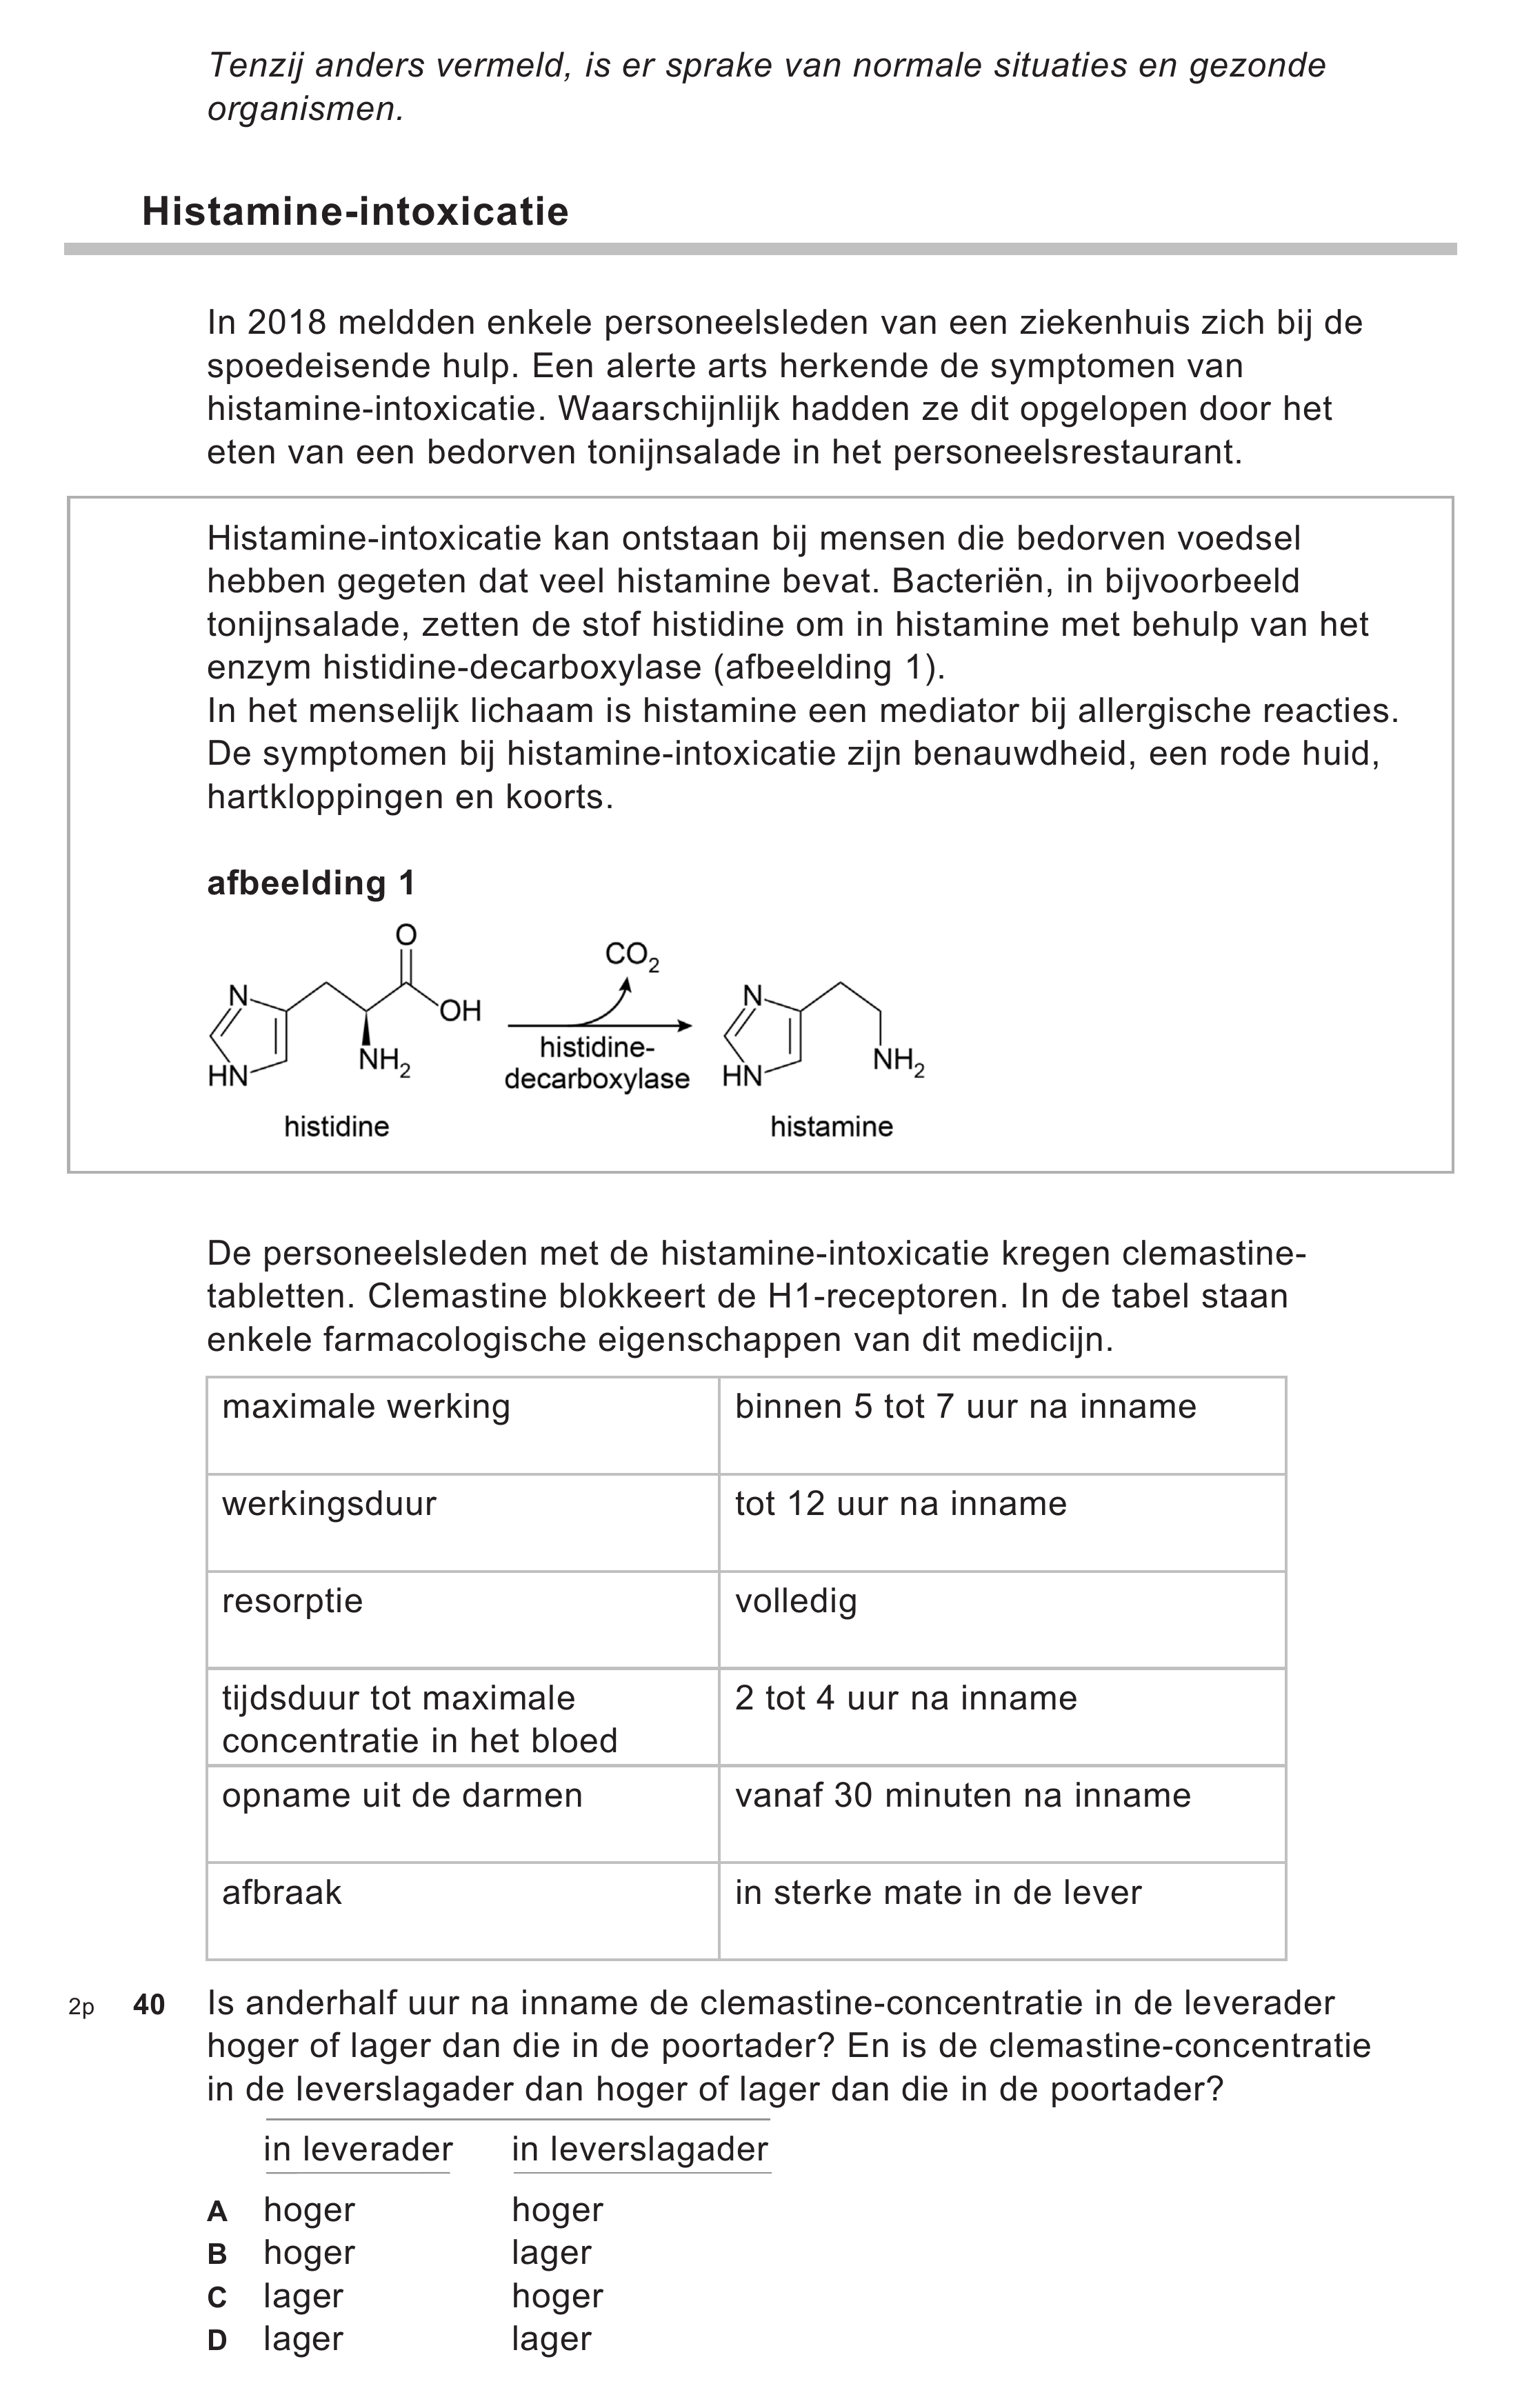 Tenzij anders vermeld, is er sprake van normale situaties en gezonde
organismen.
Histamine-intoxicatie
In 2018 meldden enkele personeelsleden van een ziekenhuis zich bij de
spoedeisende hulp. Een alerte arts herkende de symptomen van
histamine-intoxicatie. Waarschijnlijk hadden ze dit opgelopen door het
eten van een bedorven tonijnsalade in het personeelsrestaurant.
Histamine-intoxicatie kan ontstaan bij mensen die bedorven voedsel
hebben gegeten dat veel histamine bevat. Bacteriën, in bijvoorbeeld
tonijnsalade, zetten de stof histidine om in histamine met behulp van het
enzym histidine-decarboxylase (afbeelding 1).
In het menselijk lichaam is histamine een mediator bij allergische reacties.
De symptomen bij histamine-intoxicatie zijn benauwdheid, een rode huid,
hartkloppingen en koorts.
afbeelding 1
O
N
OH
NH2
HN
histidine
CO2
histidine-
decarboxylase
N
NH2
HN
histamine
De personeelsleden met de histamine-intoxicatie kregen clemastine-
tabletten. Clemastine blokkeert de H1-receptoren. In de tabel staan
enkele farmacologische eigenschappen van dit medicijn.
maximale werking binnen 5 tot 7 uur na inname
werkingsduur tot 12 uur na inname
resorptie volledig
tijdsduur tot maximale 2 tot 4 uur na inname
concentratie in het bloed
opname uit de darmen vanaf 30 minuten na inname
afbraak in sterke mate in de lever
2p 40 Is anderhalf uur na inname de clemastine-concentratie in de leverader
hoger of lager dan die in de poortader? En is de clemastine-concentratie
in de leverslagader dan hoger of lager dan die in de poortader?
in leverader in leverslagader
A hoger hoger
B hoger lager
C lager hoger
D lager lager